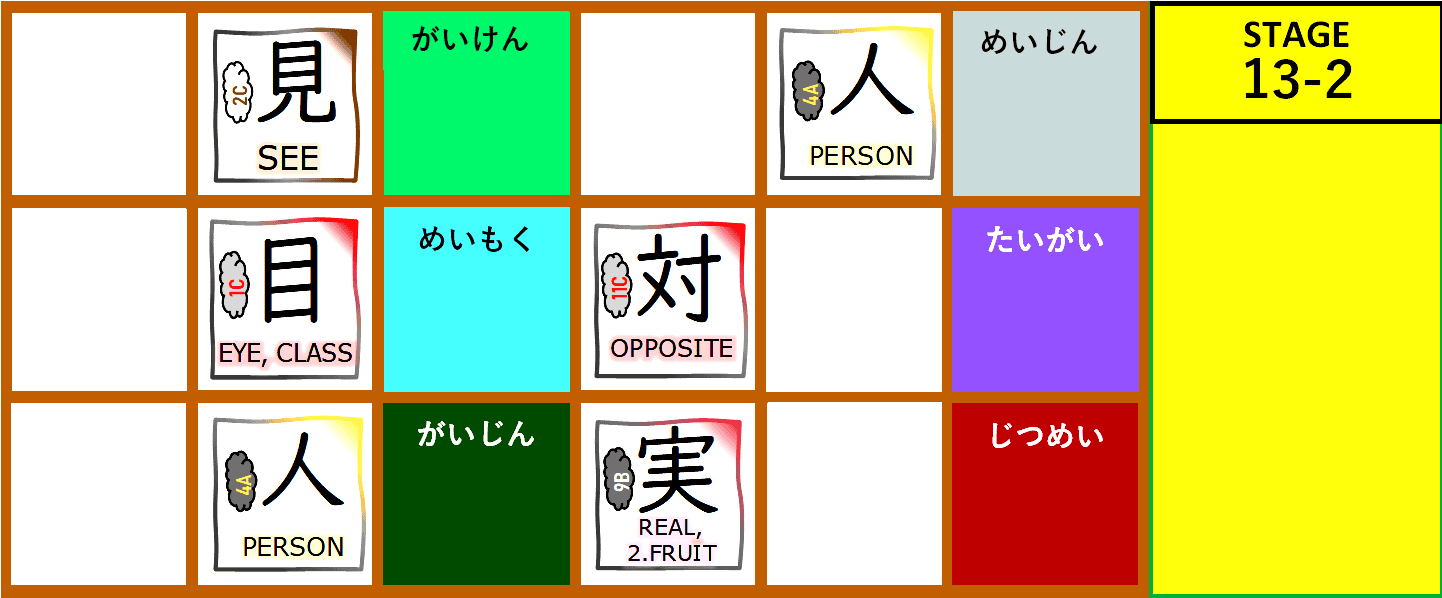 2C
見
SEE
がいけん
4A
人
PERSON
めいじん
STAGE
13-2
1C
目
EYE, CLASS
めいもく
11C
対
OPPOSITE
たいがい
4A
人
PERSON
がいじん
9B
実
REAL,
2.FRUIT
じつめい